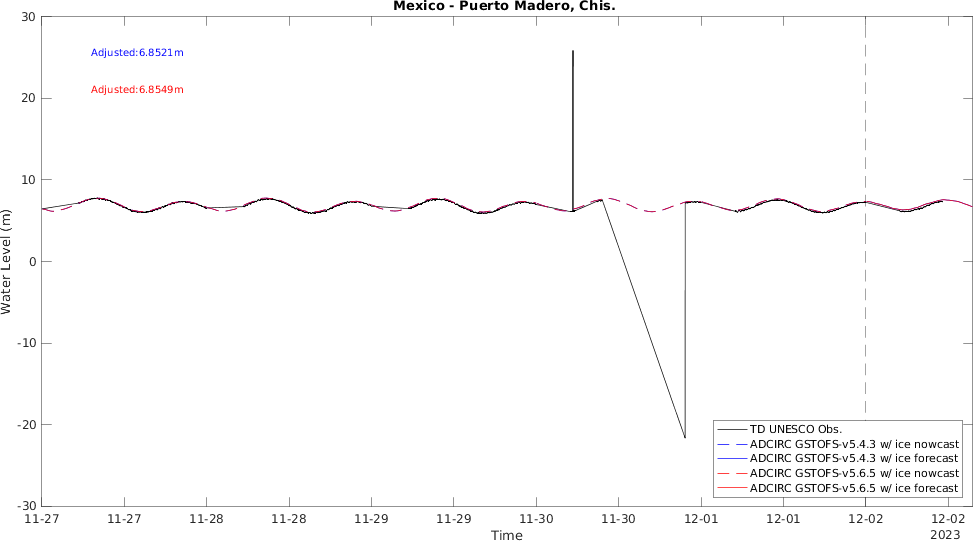 Mexico - Puerto Madero, Chis.
30
20
10
0
-10
-20
-30
Water Level (m)
Adjusted:6.8521m
Adjusted:6.8549m
TD UNESCO Obs.
ADCIRC GSTOFS-v5.4.3 w/ ice nowcast
ADCIRC GSTOFS-v5.4.3 w/ ice forecast
ADCIRC GSTOFS-v5.6.5 w/ ice nowcast
ADCIRC GSTOFS-v5.6.5 w/ ice forecast
11-27 11-27 11-28 11-28 11-29 11-29 11-30 11-30 12-01 12-01 12-02 12-02
Time
2023